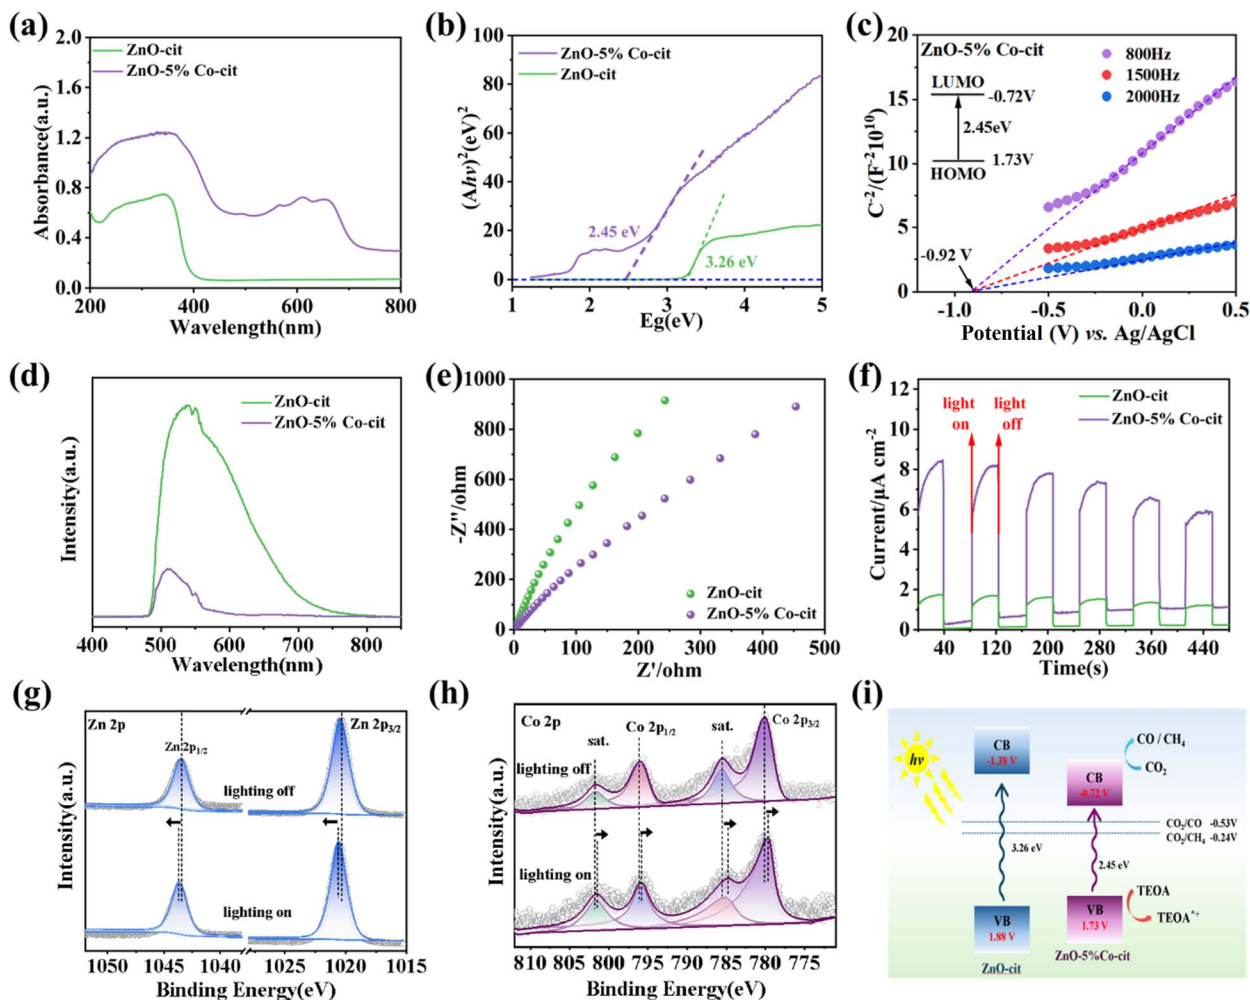 (a)
2.0
1.6
1.2
0.8
0.4
0.0
Absorbance(a.u.)
ZnO-cit
ZnO-5% Co-cit
200
400
600
800
Wavelength(nm)
(b)
100
80
60
40
20
0
(Ahν)²(eV)²
ZnO-5% Co-cit
ZnO-cit
2.45 eV
3.26 eV
1
2
3
4
5
Eg(eV)
(c)
20
15
10
5
0
C⁻²/(F⁻²10¹⁰)
ZnO-5% Co-cit
800Hz
1500Hz
2000Hz
LUMO
-0.72V
2.45eV
1.73V
HOMO
-0.92 V
-1.0
-0.5
0.0
0.5
Potential (V) vs. Ag/AgCl
(d)
Intensity(a.u.)
ZnO-cit
ZnO-5% Co-cit
400
500
600
700
800
Wavelength(nm)
(e)
1000
800
600
400
200
0
-Z''/ohm
ZnO-cit
ZnO-5% Co-cit
0
100
200
300
400
500
Z'/ohm
(f)
12
10
8
6
4
2
0
Current/μA cm⁻²
light
on
light
off
ZnO-cit
ZnO-5% Co-cit
40
120
200
280
360
440
Time(s)
(g)
Intensity(a.u.)
Zn 2p
Zn 2p₁/₂
Zn 2p₃/₂
lighting off
lighting on
1050
1045
1040
1025
1020
1015
Binding Energy(eV)
(h)
Intensity(a.u.)
Co 2p
sat.
Co 2p₁/₂
sat.
Co 2p₃/₂
lighting off
lighting on
810
805
800
795
790
785
780
775
Binding Energy(eV)
(i)
hν
CB
-1.38 V
CB
-0.72 V
CO / CH₄
CO₂
CO₂/CO -0.53V
CO₂/CH₄ -0.24V
3.26 eV
2.45 eV
VB
1.88 V
VB
1.73 V
TEOA
TEOA*⁺
ZnO-cit
ZnO-5%Co-cit